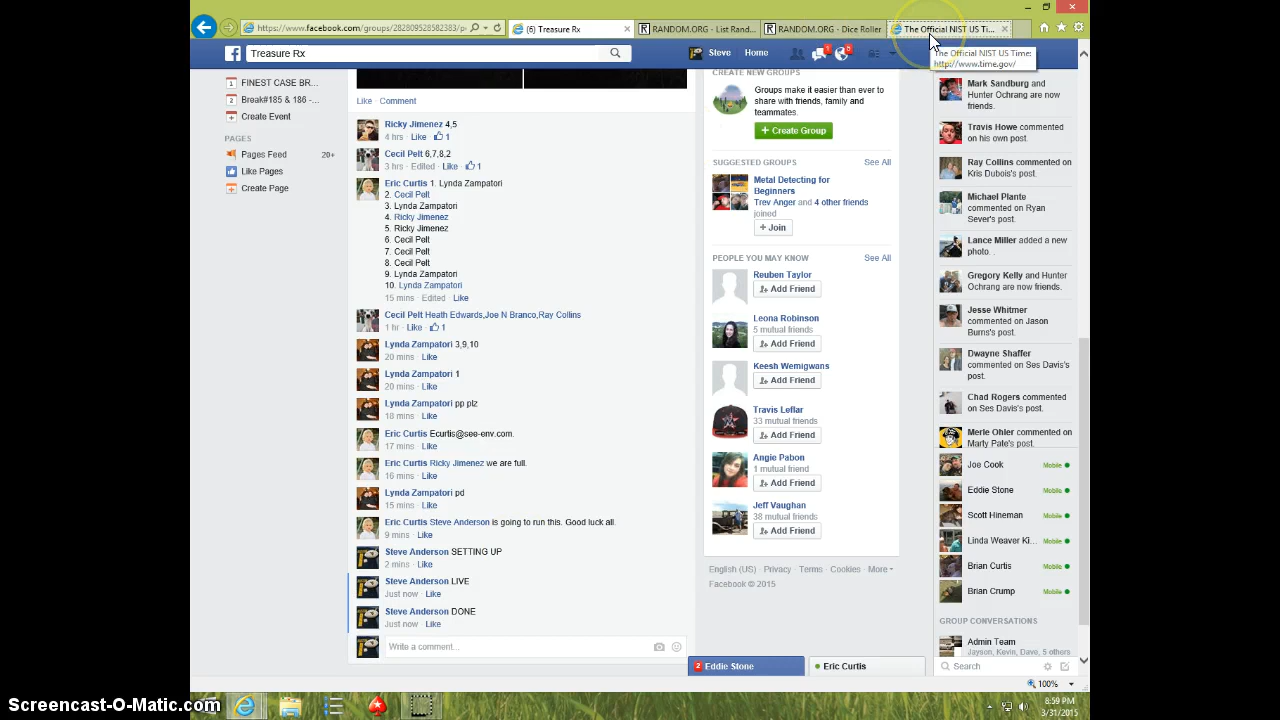 https://www.facebook.com/groups/282809528582383/p
(6) Treasure Rx
RANDOM.ORG - List Rand...
RANDOM.ORG - Dice Roller
The Official NIST US Ti...
Treasure Rx
Steve
Home
1
6
The Official NIST US Time:
http://www.time.gov/
1 FINEST CASE BR...
2 Break#185 & 186 -...
Create Event
PAGES
Pages Feed 20+
Like Pages
Create Page
Like Comment
Ricky Jimenez 4,5
4 hrs · Like · 1
Cecil Pelt 6,7,8,2
3 hrs · Edited · Like · 1
Eric Curtis 1. Lynda Zampatori
2. Cecil Pelt
3. Lynda Zampatori
4. Ricky Jimenez
5. Ricky Jimenez
6. Cecil Pelt
7. Cecil Pelt
8. Cecil Pelt
9. Lynda Zampatori
10. Lynda Zampatori
15 mins · Edited · Like
Cecil Pelt Heath Edwards,Joe N Branco,Ray Collins
1 hr · Like · 1
Lynda Zampatori 3,9,10
20 mins · Like
Lynda Zampatori 1
20 mins · Like
Lynda Zampatori pp plz
18 mins · Like
Eric Curtis Ecurtis@see-env.com.
17 mins · Like
Eric Curtis Ricky Jimenez we are full.
16 mins · Like
Lynda Zampatori pd
15 mins · Like
Eric Curtis Steve Anderson is going to run this. Good luck all.
9 mins · Like
Steve Anderson SETTING UP
2 mins · Like
Steve Anderson LIVE
Just now · Like
Steve Anderson DONE
Just now · Like
Write a comment...
CREATE NEW GROUPS
Groups make it easier than ever to
share with friends, family and
teammates.
+ Create Group
SUGGESTED GROUPS See All
Metal Detecting for
Beginners
Trev Anger and 4 other friends
joined
+ Join
PEOPLE YOU MAY KNOW See All
Reuben Taylor
Add Friend
Leona Robinson
5 mutual friends
Add Friend
Keesh Wemigwans
Add Friend
Travis Leflar
33 mutual friends
Add Friend
Angie Pabon
1 mutual friend
Add Friend
Jeff Vaughan
38 mutual friends
Add Friend
English (US) · Privacy · Terms · Cookies · More
Facebook © 2015
Mark Sandburg and
Hunter Ochrang are now
friends.
Travis Howe commented
on his own post.
Ray Collins commented on
Kris Dubois's post.
Michael Plante
commented on Ryan
Sever's post.
Lance Miller added a new
photo. .
Gregory Kelly and Hunter
Ochrang are now friends.
Jesse Whitmer
commented on Jason
Burns's post.
Dwayne Shaffer
commented on Ses Davis's
post.
Chad Rogers commented
on Ses Davis's post.
Merle Ohler commented on
Marty Pate's post.
Joe Cook Mobile
Eddie Stone Mobile
Scott Hineman Mobile
Linda Weaver Ki... Mobile
Brian Curtis Mobile
Brian Crump Mobile
GROUP CONVERSATIONS
Admin Team
Jayson, Kevin, Dave, 5 others
2 Eddie Stone
Eric Curtis
Search
100%
8:59 PM
3/31/2015
Screencast-O-Matic.com